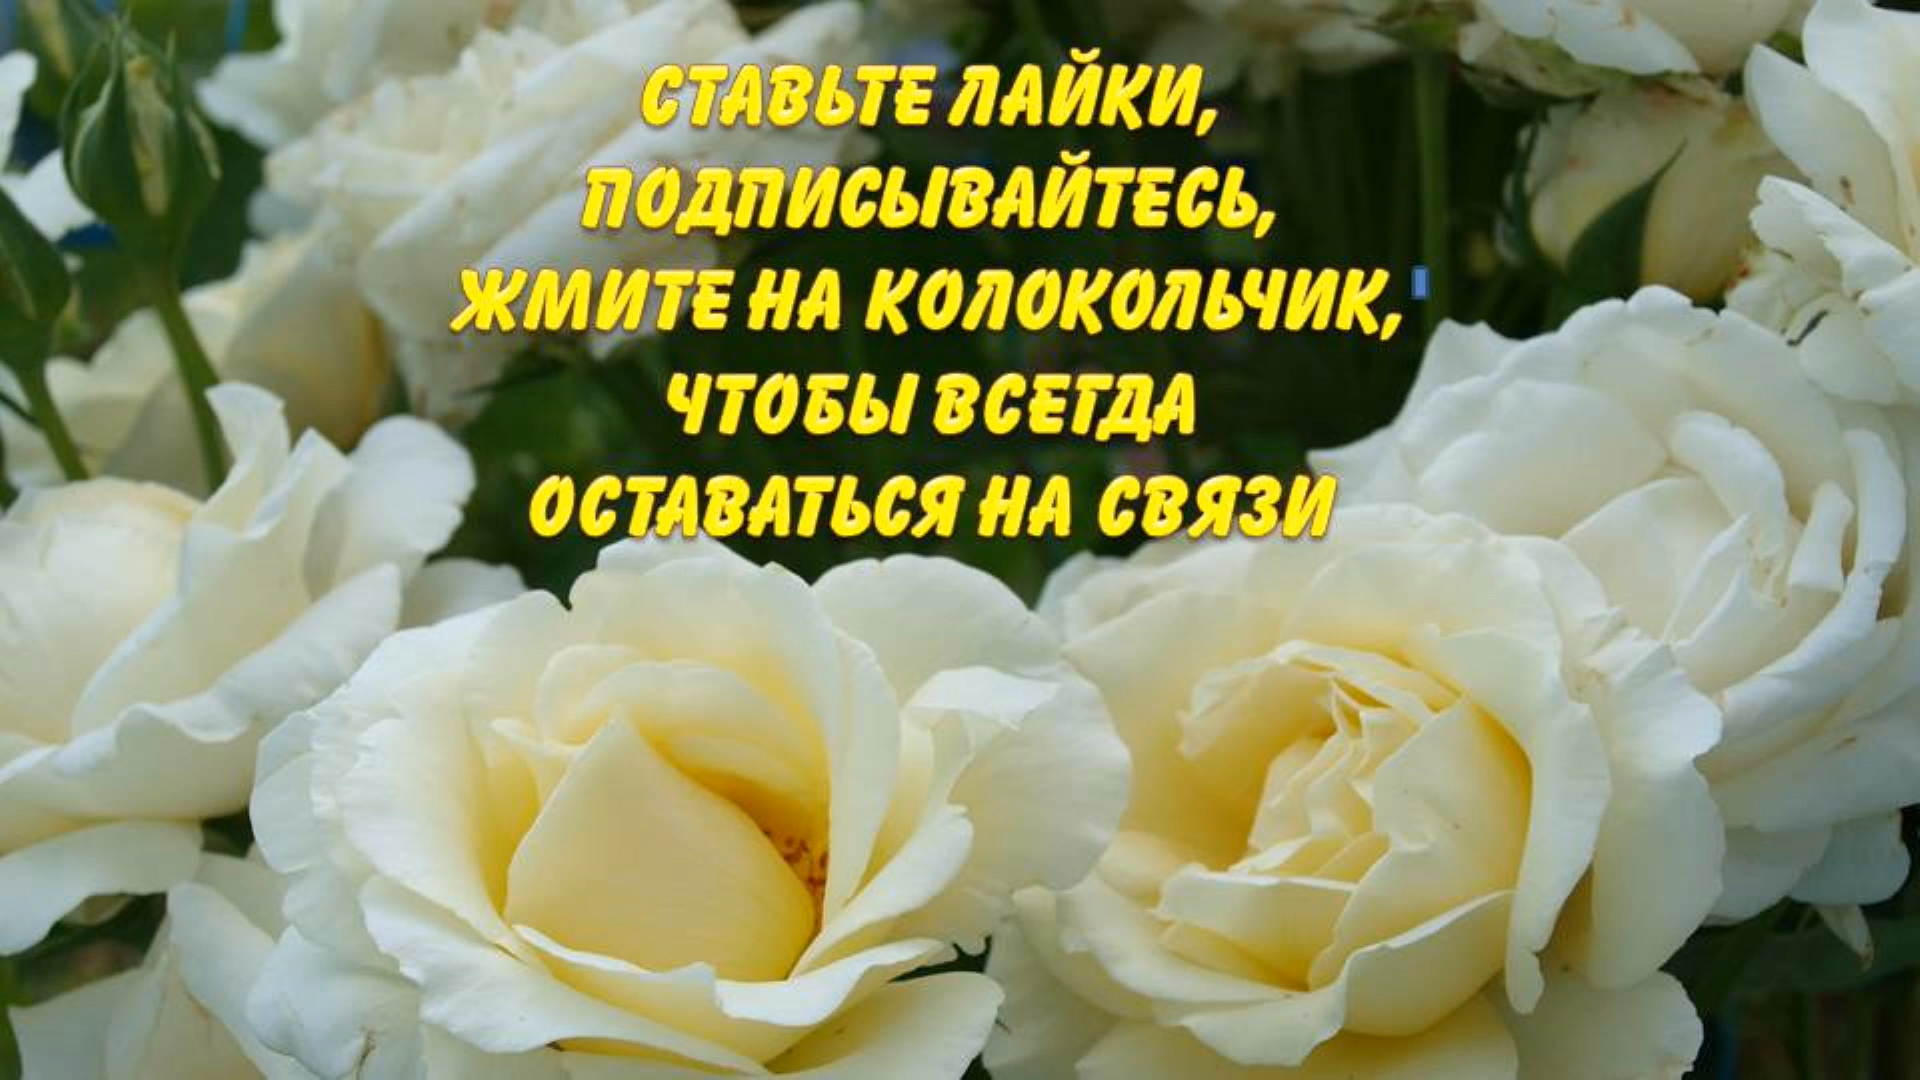 СТАВЬТЕ ЛАЙКИ,
ПОДПИСЫВАЙТЕСЬ,
ЖМИТЕ НА КОЛОКОЛЬЧИК,
ЧТОБЫ ВСЕГДА
ОСТАВАТЬСЯ НА СВЯЗИ